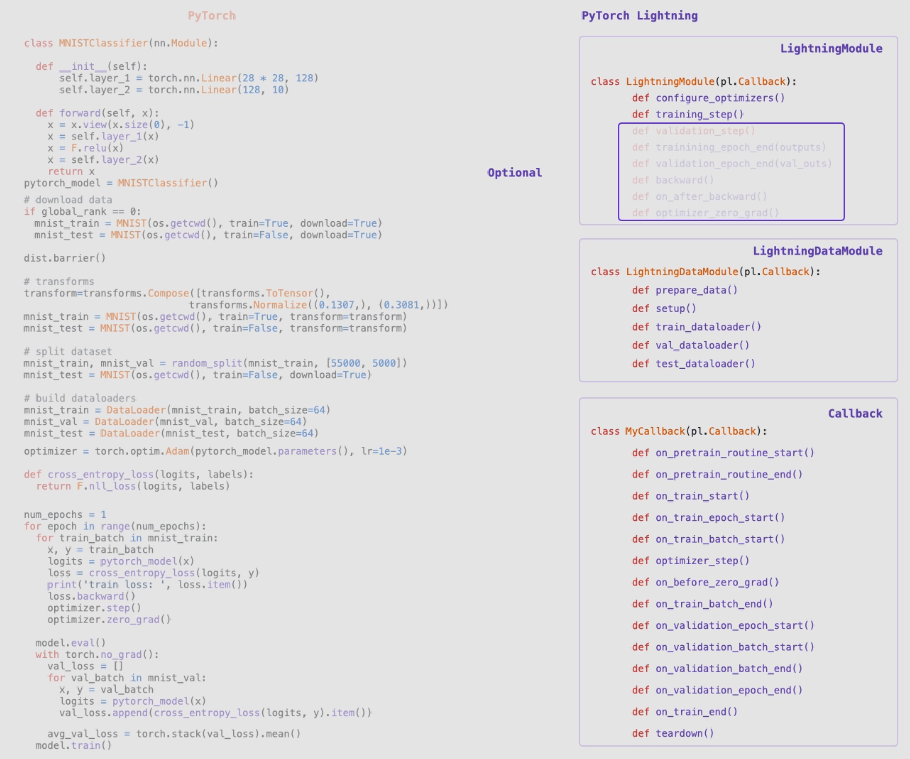 PyTorch
class MNISTClassifier(nn.Module):
def __init__(self):
self.layer_1 = torch.nn.Linear(28 * 28, 128)
self.layer_2 = torch.nn.Linear(128, 10)
def forward(self, x):
x = x.view(x.size(0), -1)
x = self.layer_1(x)
x = F.relu(x)
x = self.layer_2(x)
return x
pytorch_model = MNISTClassifier()
# download data
if global_rank == 0:
mnist_train = MNIST(os.getcwd(), train=True, download=True)
mnist_test = MNIST(os.getcwd(), train=False, download=True)
dist.barrier()
# transforms
transform=transforms.Compose([transforms.ToTensor(),
transforms.Normalize((0.1307,), (0.3081,))])
mnist_train = MNIST(os.getcwd(), train=True, transform=transform)
mnist_test = MNIST(os.getcwd(), train=False, transform=transform)
# split dataset
mnist_train, mnist_val = random_split(mnist_train, [55000, 5000])
mnist_test = MNIST(os.getcwd(), train=False, download=True)
# build dataloaders
mnist_train = DataLoader(mnist_train, batch_size=64)
mnist_val = DataLoader(mnist_val, batch_size=64)
mnist_test = DataLoader(mnist_test, batch_size=64)
optimizer = torch.optim.Adam(pytorch_model.parameters(), lr=1e-3)
def cross_entropy_loss(logits, labels):
return F.nll_loss(logits, labels)
num_epochs = 1
for epoch in range(num_epochs):
for train_batch in mnist_train:
x, y = train_batch
logits = pytorch_model(x)
loss = cross_entropy_loss(logits, y)
print('train loss: ', loss.item())
loss.backward()
optimizer.step()
optimizer.zero_grad()
model.eval()
with torch.no_grad():
val_loss = []
for val_batch in mnist_val:
x, y = val_batch
logits = pytorch_model(x)
val_loss.append(cross_entropy_loss(logits, y).item())
avg_val_loss = torch.stack(val_loss).mean()
model.train()
PyTorch Lightning
LightningModule
class LightningModule(pl.Callback):
def configure_optimizers()
def training_step()
Optional
def validation_step()
def trainining_epoch_end(outputs)
def validation_epoch_end(val_outs)
def backward()
def on_after_backward()
def optimizer_zero_grad()
LightningDataModule
class LightningDataModule(pl.Callback):
def prepare_data()
def setup()
def train_dataloader()
def val_dataloader()
def test_dataloader()
Callback
class MyCallback(pl.Callback):
def on_pretrain_routine_start()
def on_pretrain_routine_end()
def on_train_start()
def on_train_epoch_start()
def on_train_batch_start()
def optimizer_step()
def on_before_zero_grad()
def on_train_batch_end()
def on_validation_epoch_start()
def on_validation_batch_start()
def on_validation_batch_end()
def on_validation_epoch_end()
def on_train_end()
def teardown()